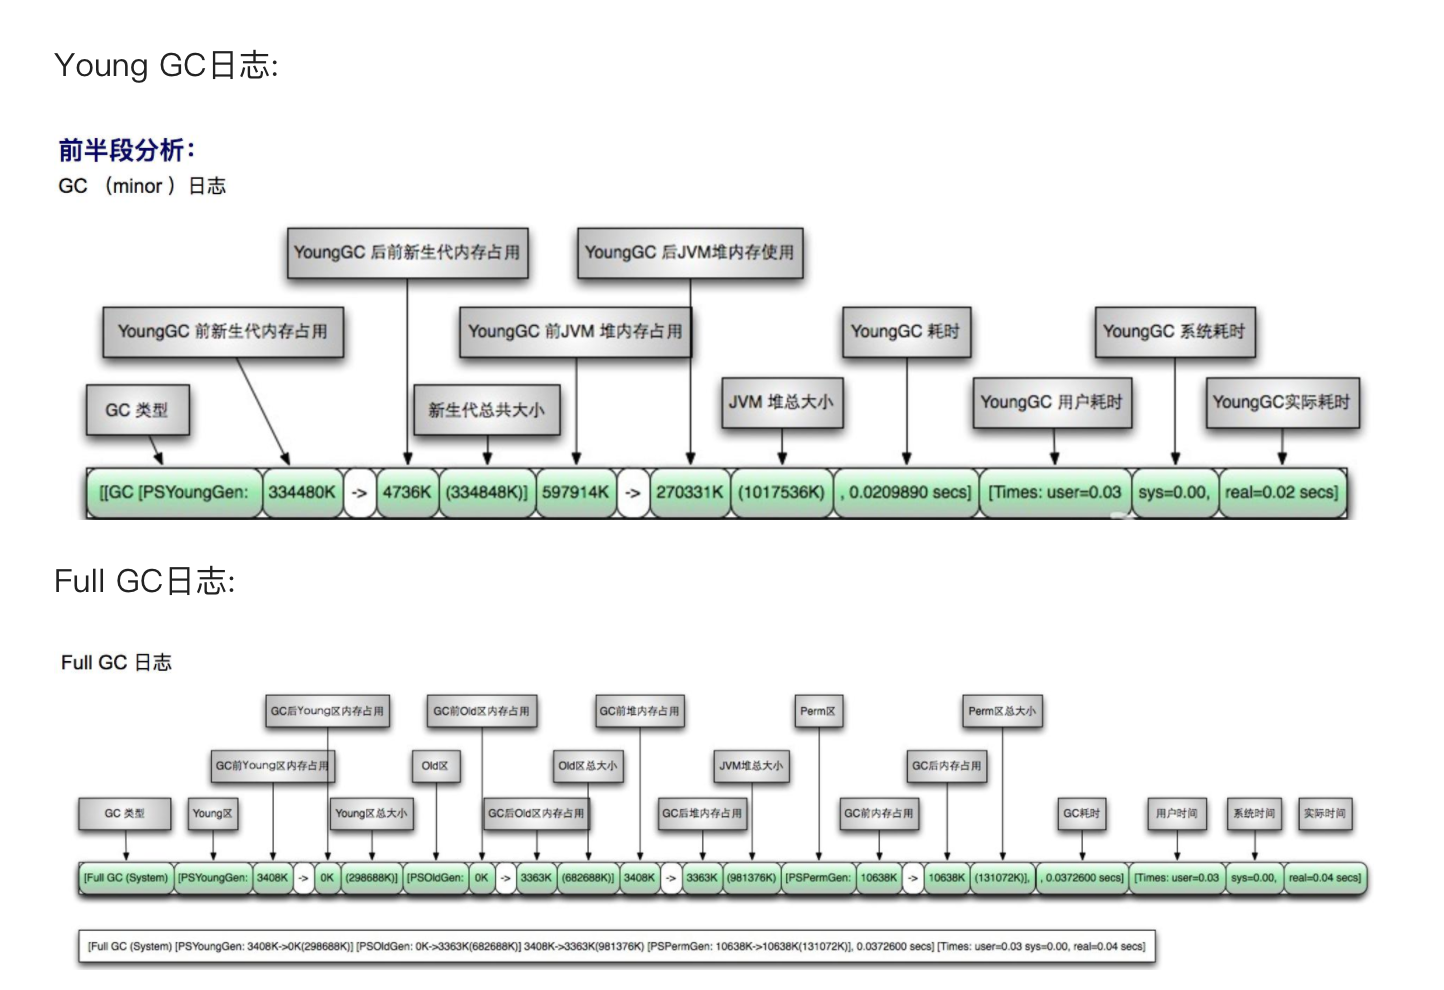 Young GC日志:
前半段分析：
GC （minor ）日志
YoungGC 后前新生代内存占用
YoungGC 后JVM堆内存使用
YoungGC 前新生代内存占用
YoungGC 前JVM 堆内存占用
YoungGC 耗时
YoungGC 系统耗时
GC 类型
新生代总共大小
JVM 堆总大小
YoungGC 用户耗时
YoungGC实际耗时
[[GC [PSYoungGen: 334480K -> 4736K (334848K)] 597914K -> 270331K (1017536K) , 0.0209890 secs] [Times: user=0.03 sys=0.00, real=0.02 secs]
Full GC日志:
Full GC 日志
GC后Young区内存占用
GC前Old区内存占用
GC前堆内存占用
Perm区
Perm区总大小
GC前Young区内存占用
Old区
Old区总大小
JVM堆总大小
GC后内存占用
GC 类型
Young区
Young区总大小
GC后Old区内存占用
GC后堆内存占用
GC前内存占用
GC耗时
用户时间
系统时间
实际时间
[Full GC (System) [PSYoungGen: 3408K -> 0K (298688K)] [PSOldGen: 0K -> 3363K (682688K)] 3408K -> 3363K (981376K) [PSPermGen: 10638K -> 10638K (131072K)], , 0.0372600 secs] [Times: user=0.03 sys=0.00, real=0.04 secs]
[Full GC (System) [PSYoungGen: 3408K->0K(298688K)] [PSOldGen: 0K->3363K(682688K)] 3408K->3363K(981376K) [PSPermGen: 10638K->10638K(131072K)], 0.0372600 secs] [Times: user=0.03 sys=0.00, real=0.04 secs]